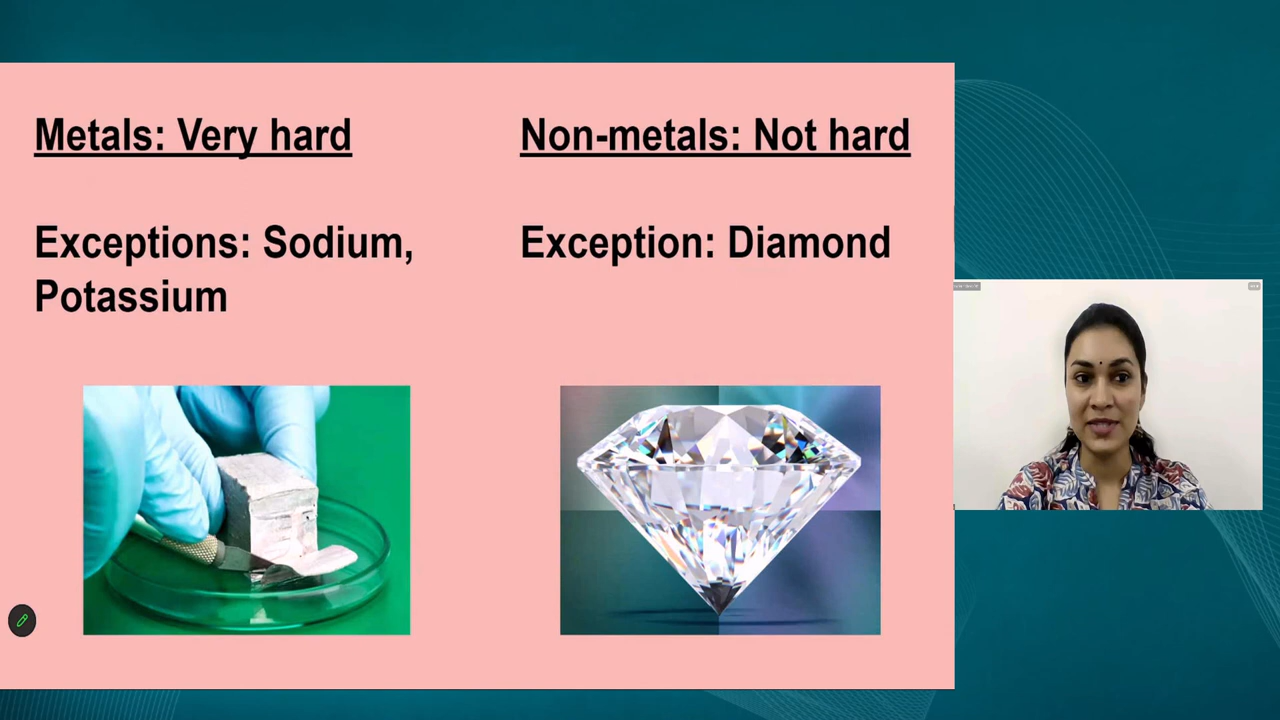 Metals: Very hard
Non-metals: Not hard
Exceptions: Sodium,
Potassium
Exception: Diamond